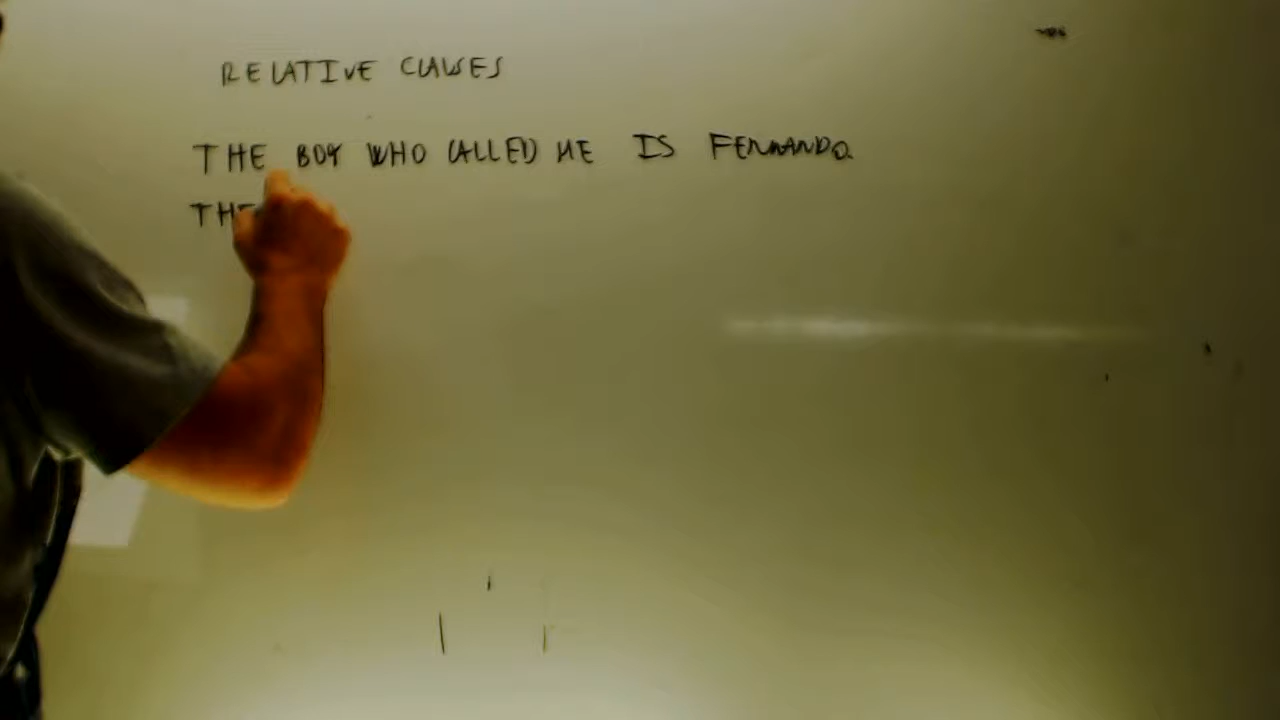 RELATIVE CLAUSES
THE BOY WHO CALLED ME IS FERNANDO.
THE